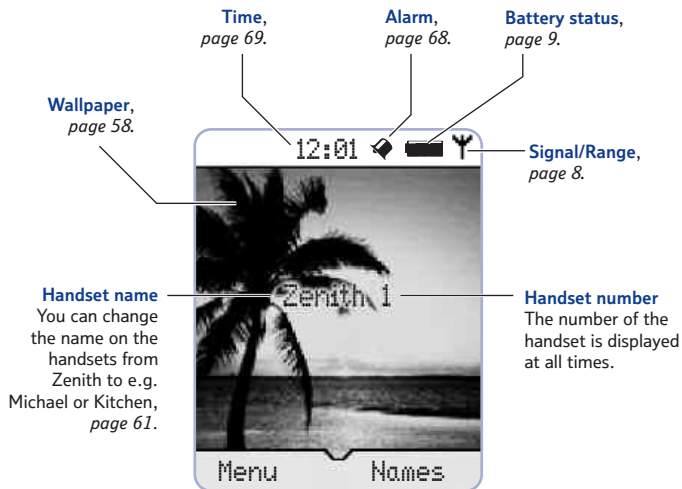 Time,
page 69.
Alarm,
page 68.
Battery status,
page 9.
Wallpaper,
page 58.
12:01
Signal/Range,
page 8.
Zenith 1
Handset name
You can change
the name on the
handsets from
Zenith to e.g.
Michael or Kitchen,
page 61.
Handset number
The number of the
handset is displayed
at all times.
Menu
Names